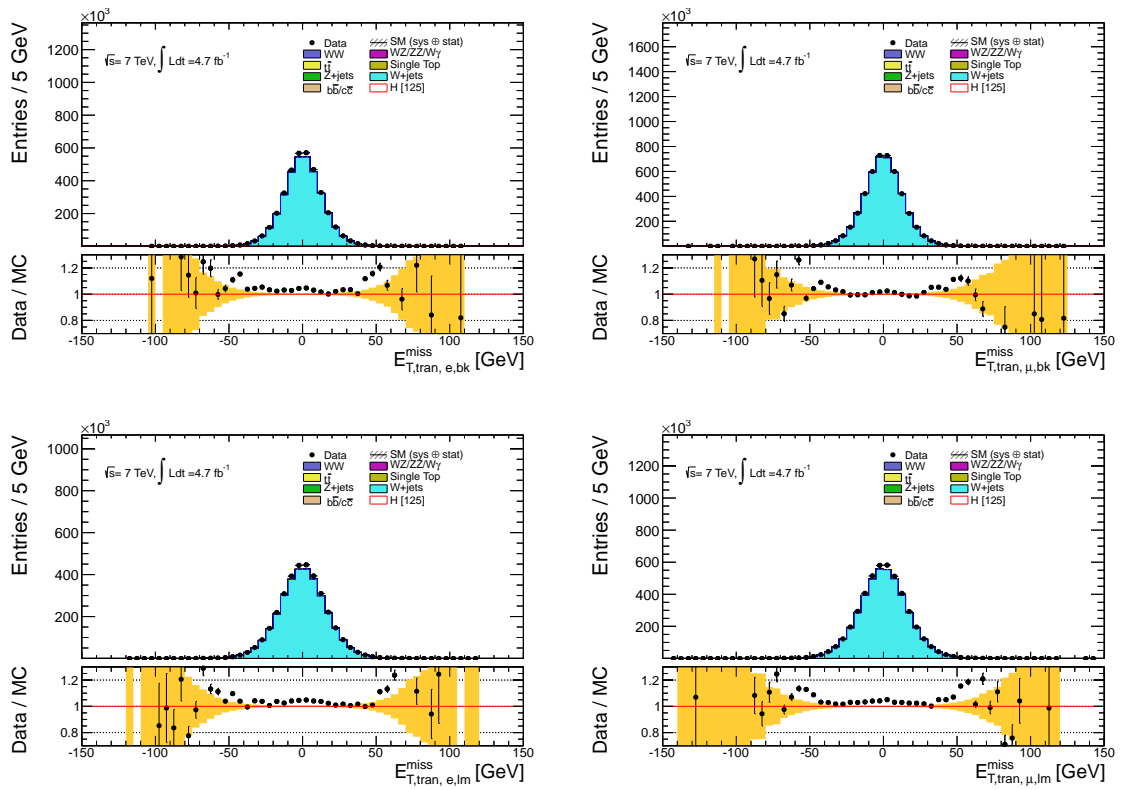 ×10³
Entries / 5 GeV
1200
1000
800
600
400
200
√s= 7 TeV, ∫ Ldt =4.7 fb⁻¹
Data
WW
tt̅
Z+jets
bb̅/cc̅
SM (sys ⊕ stat)
WZ/ZZ/Wγ
Single Top
W+jets
H [125]
Data / MC
1.2
1
0.8
-150 -100 -50 0 50 100 150
E^miss_T,tran, e,bk [GeV]
×10³
Entries / 5 GeV
1600
1400
1200
1000
800
600
400
200
√s= 7 TeV, ∫ Ldt =4.7 fb⁻¹
Data
WW
tt̅
Z+jets
bb̅/cc̅
SM (sys ⊕ stat)
WZ/ZZ/Wγ
Single Top
W+jets
H [125]
Data / MC
1.2
1
0.8
-150 -100 -50 0 50 100 150
E^miss_T,tran, μ,bk [GeV]
×10³
Entries / 5 GeV
1000
800
600
400
200
√s= 7 TeV, ∫ Ldt =4.7 fb⁻¹
Data
WW
tt̅
Z+jets
bb̅/cc̅
SM (sys ⊕ stat)
WZ/ZZ/Wγ
Single Top
W+jets
H [125]
Data / MC
1.2
1
0.8
-150 -100 -50 0 50 100 150
E^miss_T,tran, e,lm [GeV]
×10³
Entries / 5 GeV
1200
1000
800
600
400
200
√s= 7 TeV, ∫ Ldt =4.7 fb⁻¹
Data
WW
tt̅
Z+jets
bb̅/cc̅
SM (sys ⊕ stat)
WZ/ZZ/Wγ
Single Top
W+jets
H [125]
Data / MC
1.2
1
0.8
-150 -100 -50 0 50 100 150
E^miss_T,tran, μ,lm [GeV]